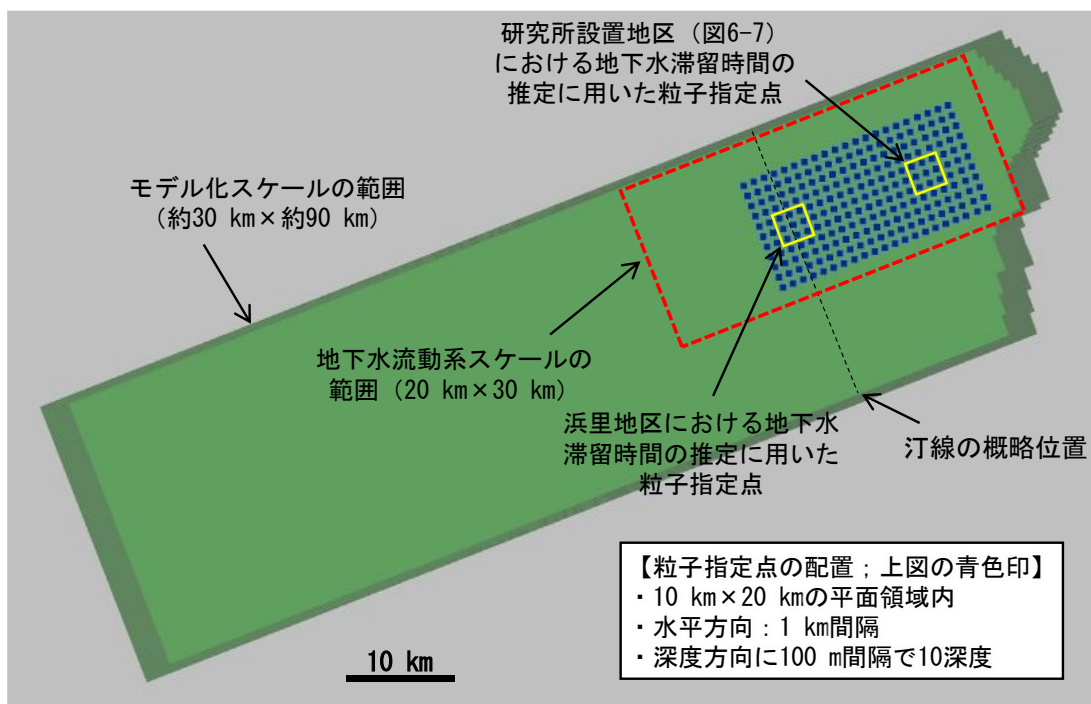 研究所設置地区（図6-7）
における地下水滞留時間の
推定に用いた粒子指定点
モデル化スケールの範囲
（約30 km×約90 km）
地下水流動系スケールの
範囲（20 km×30 km）
浜里地区における地下水
滞留時間の推定に用いた
粒子指定点
汀線の概略位置
【粒子指定点の配置；上図の青色印】
・10 km×20 kmの平面領域内
・水平方向：1 km間隔
・深度方向に100 m間隔で10深度
10 km